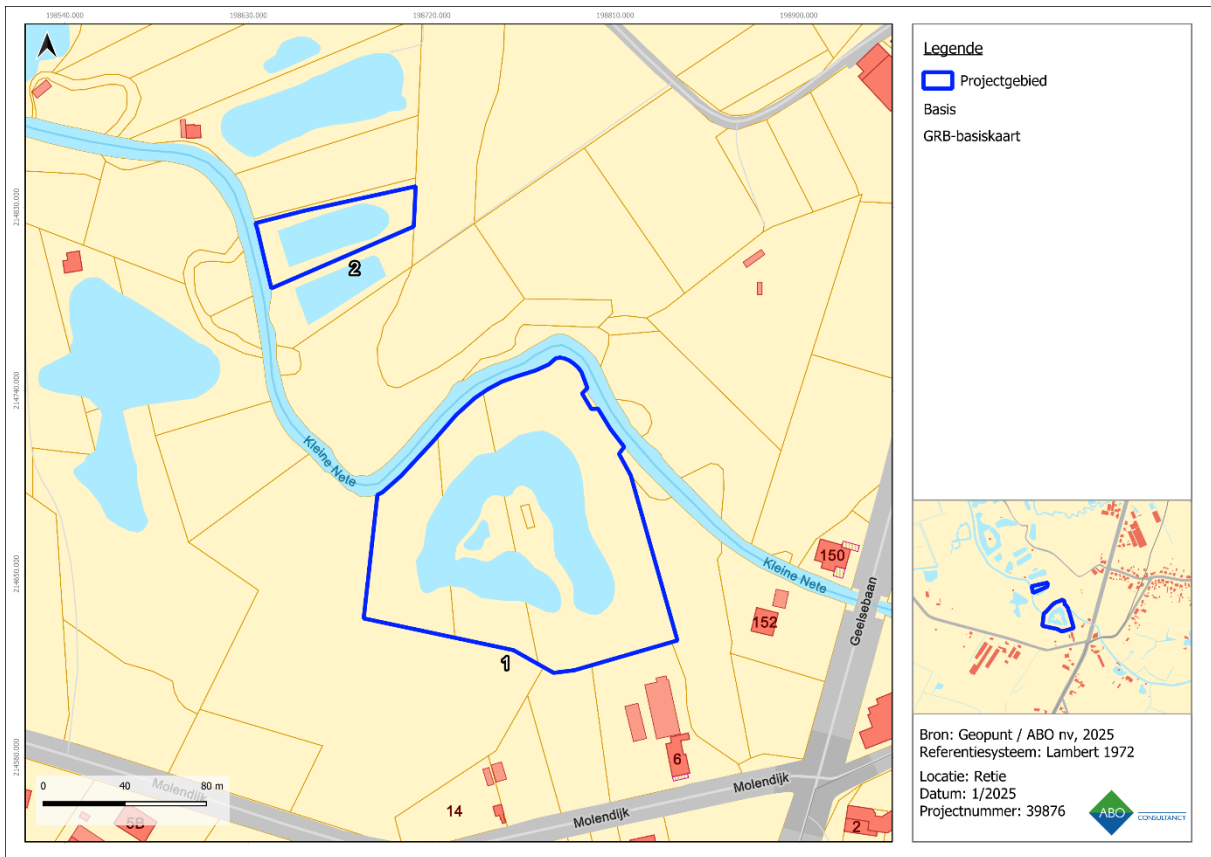 198540.000 198630.000 198720.000 198810.000 198900.000
214830.000
214740.000
214650.000
214560.000
2
Kleine Nete
1
Kleine Nete
150
152
Geelsebaan
6
14
Molendijk
Molendijk
Molendijk
5B
2
0 40 80 m
Legende
Projectgebied
Basis
GRB-basiskaart
Bron: Geopunt / ABO nv, 2025
Referentiesysteem: Lambert 1972
Locatie: Retie
Datum: 1/2025
Projectnummer: 39876
ABO CONSULTANCY